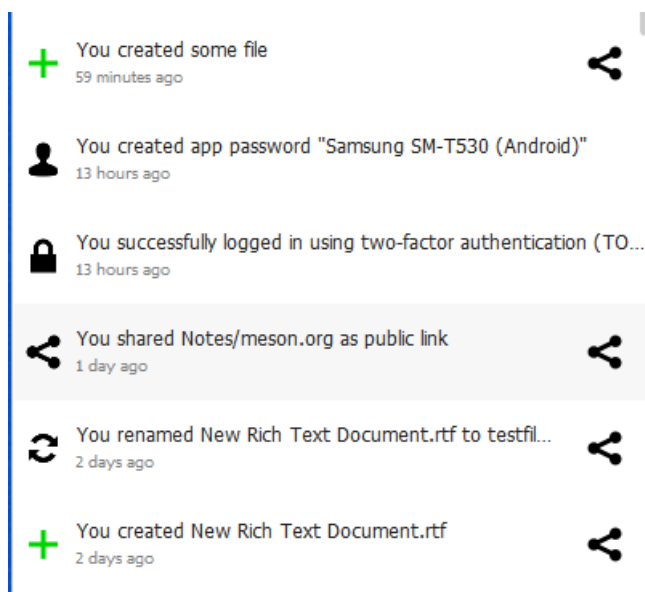 You created some file
59 minutes ago
You created app password "Samsung SM-T530 (Android)"
13 hours ago
You successfully logged in using two-factor authentication (TO...
13 hours ago
You shared Notes/meson.org as public link
1 day ago
You renamed New Rich Text Document.rtf to testfil...
2 days ago
You created New Rich Text Document.rtf
2 days ago